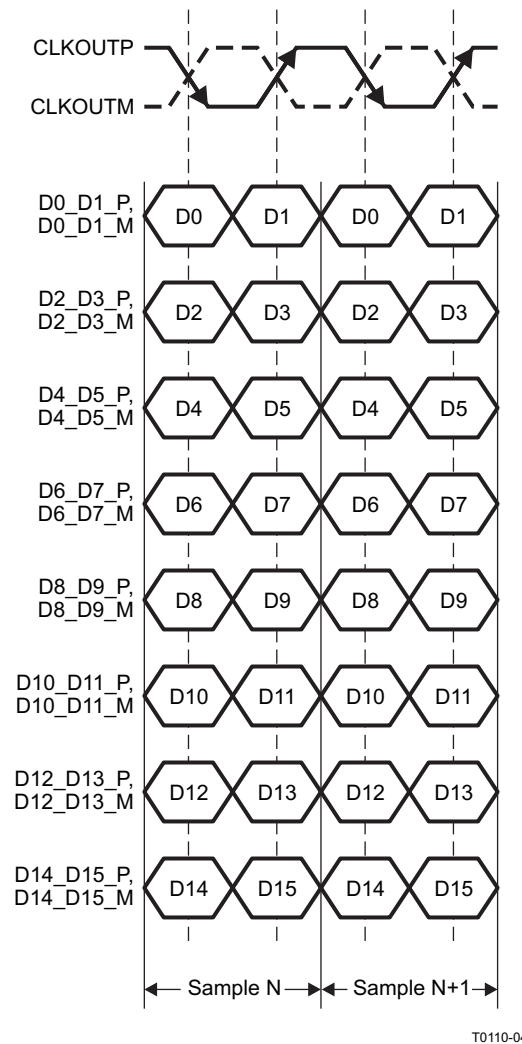 CLKOUTP
CLKOUTM
D0_D1_P,
D0_D1_M
D0 D1 D0 D1
D2_D3_P,
D2_D3_M
D2 D3 D2 D3
D4_D5_P,
D4_D5_M
D4 D5 D4 D5
D6_D7_P,
D6_D7_M
D6 D7 D6 D7
D8_D9_P,
D8_D9_M
D8 D9 D8 D9
D10_D11_P,
D10_D11_M
D10 D11 D10 D11
D12_D13_P,
D12_D13_M
D12 D13 D12 D13
D14_D15_P,
D14_D15_M
D14 D15 D14 D15
Sample N Sample N+1